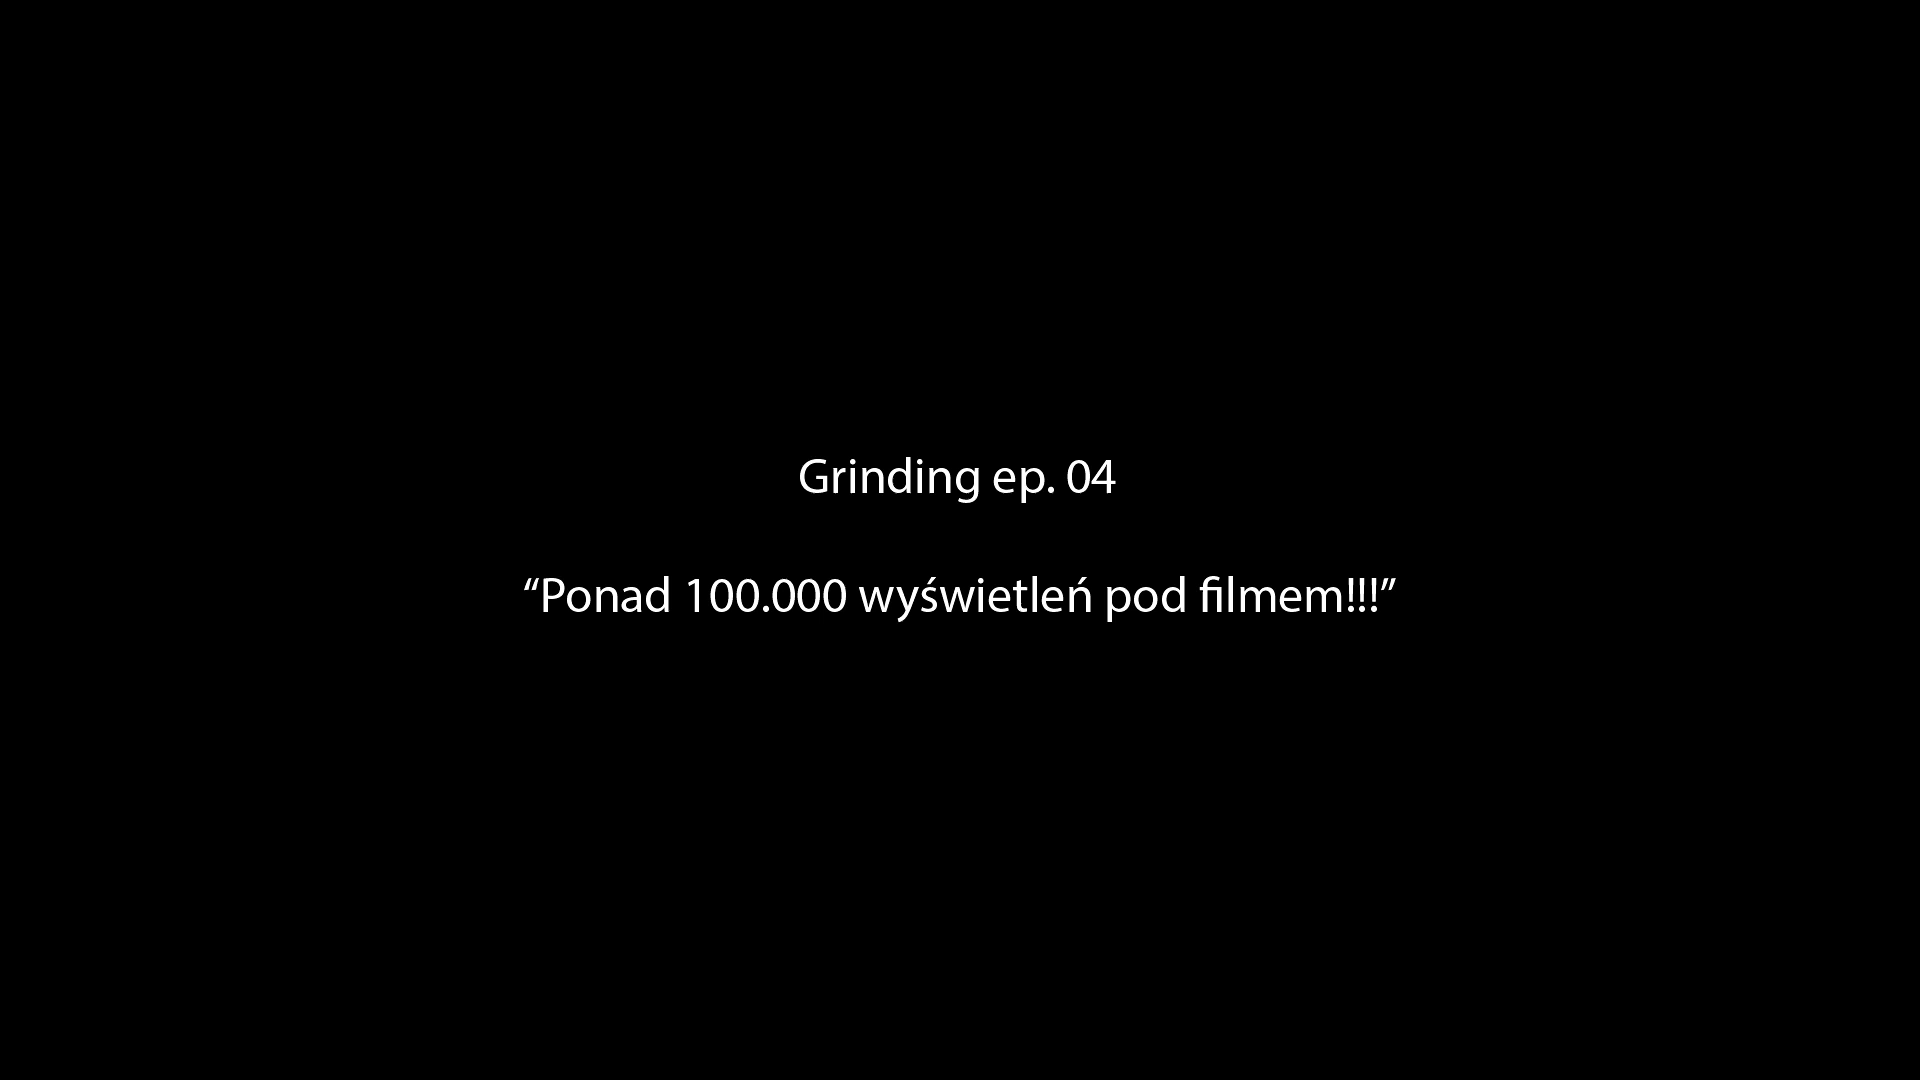 Grinding ep. 04
“Ponad 100.000 wyświetleń pod filmem!!!”